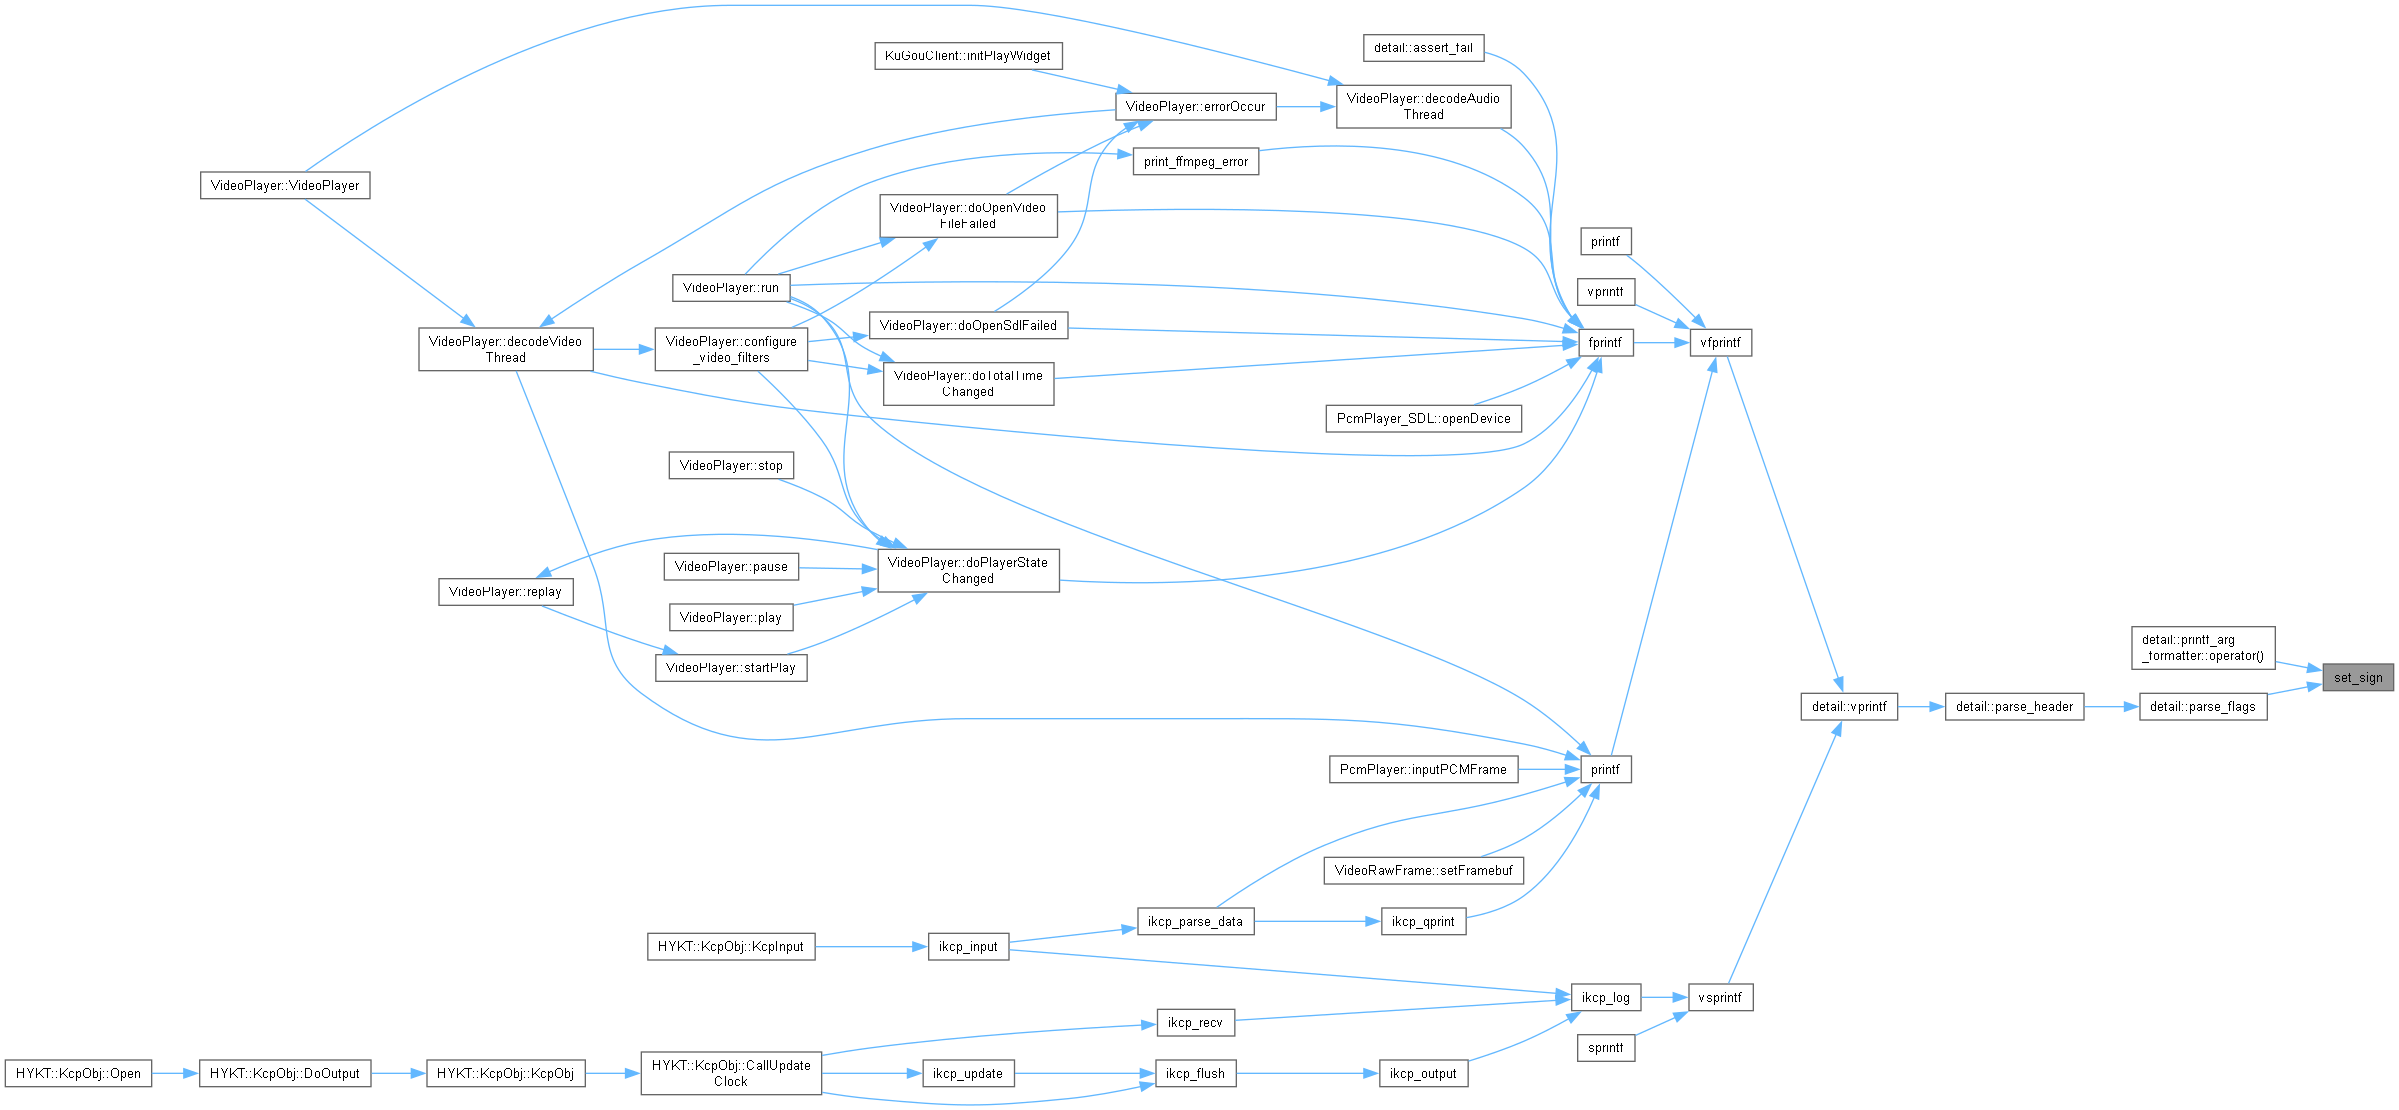 KuGouClient::initPlayWidget
detail::assert_fail
VideoPlayer::errorOccur
VideoPlayer::decodeAudio
Thread
print_ffmpeg_error
VideoPlayer::VideoPlayer
VideoPlayer::doOpenVideo
FileFailed
printf
VideoPlayer::run
vprintf
VideoPlayer::doOpenSdlFailed
VideoPlayer::decodeVideo
Thread
VideoPlayer::configure
_video_filters
fprintf
vfprintf
VideoPlayer::doTotalTime
Changed
PcmPlayer_SDL::openDevice
VideoPlayer::stop
VideoPlayer::pause
VideoPlayer::doPlayerState
Changed
VideoPlayer::replay
VideoPlayer::play
VideoPlayer::startPlay
detail::printf_arg
_formatter::operator()
set_sign
detail::vprintf
detail::parse_header
detail::parse_flags
PcmPlayer::inputPCMFrame
printf
VideoRawFrame::setFramebuf
ikcp_parse_data
ikcp_qprint
HYKT::KcpObj::KcpInput
ikcp_input
ikcp_log
vsprintf
ikcp_recv
sprintf
HYKT::KcpObj::Open
HYKT::KcpObj::DoOutput
HYKT::KcpObj::KcpObj
HYKT::KcpObj::CallUpdate
Clock
ikcp_update
ikcp_flush
ikcp_output